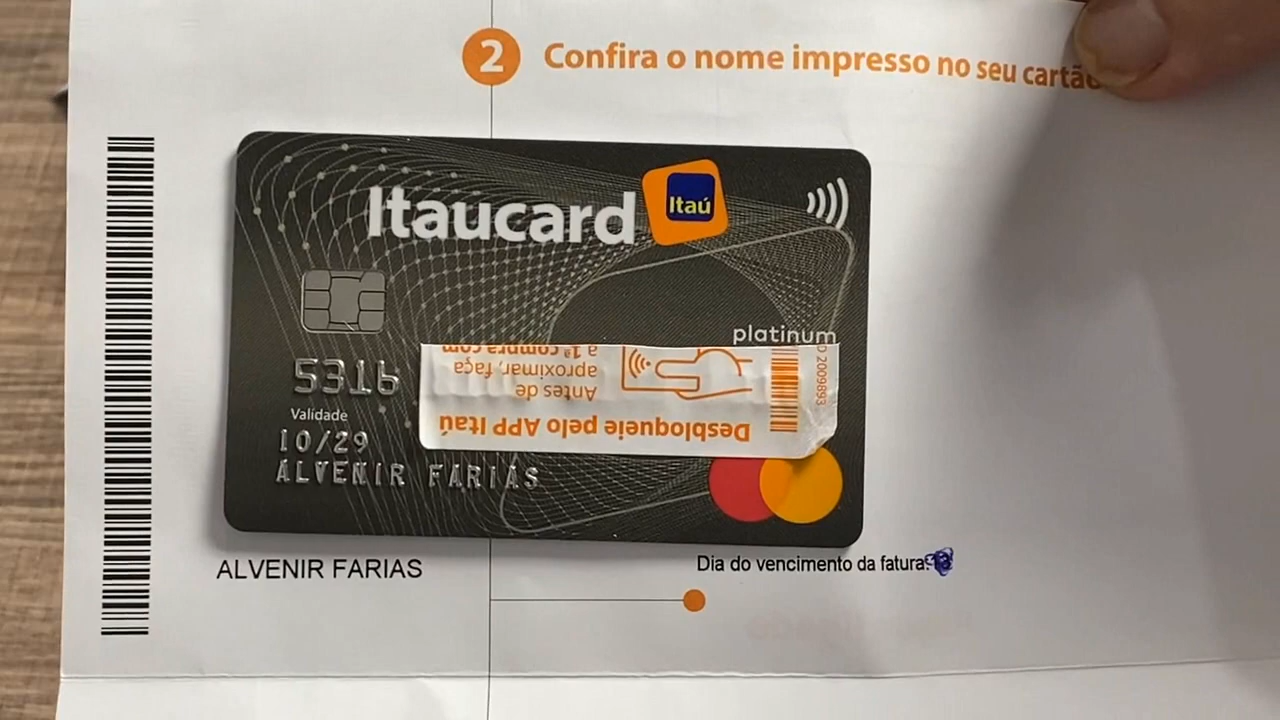 2 Confira o nome impresso no seu cartão
Itaucard
Itaú
platinum
5316
a 1ª compra com
aproximar, faça
Antes de
Desbloqueie pelo APP Itaú
2009893
Validade
10/29
ALVENIR FARIAS
ALVENIR FARIAS
Dia do vencimento da fatura: